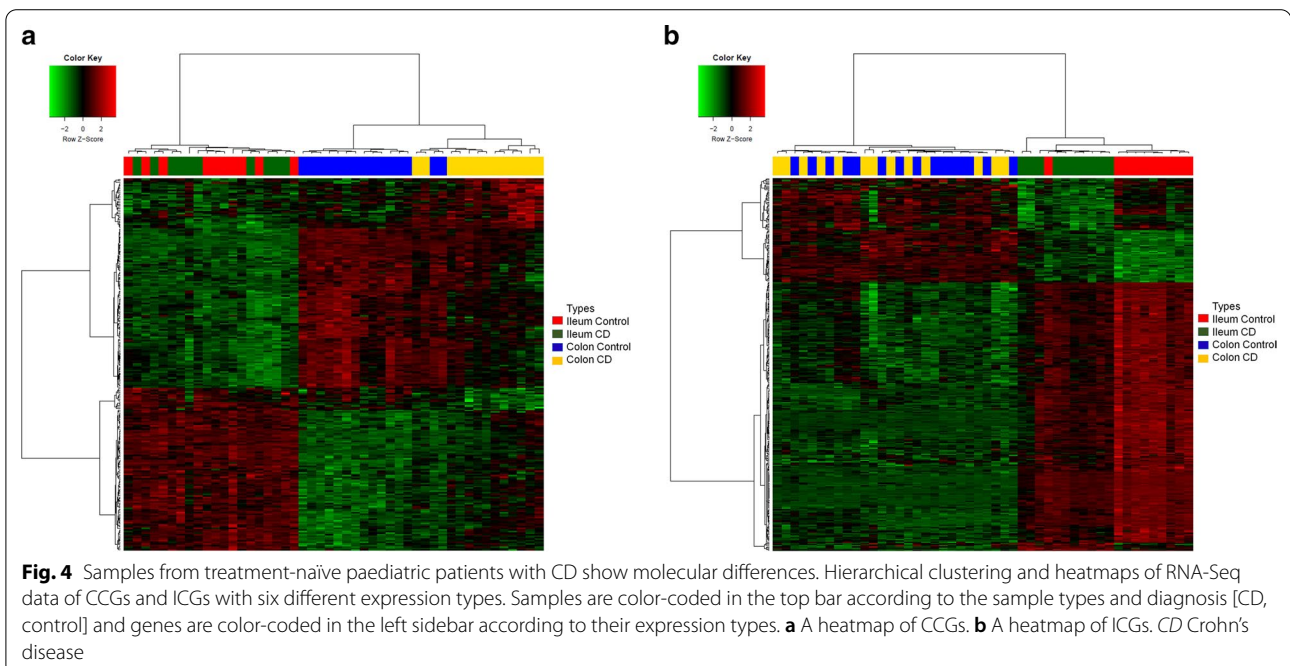 a
Color Key
−2 0 2
Row Z−Score
Types
Ileum Control
Ileum CD
Colon Control
Colon CD
b
Color Key
−2 0 2
Row Z−Score
Types
Ileum Control
Ileum CD
Colon Control
Colon CD
Fig. 4 Samples from treatment-naïve paediatric patients with CD show molecular differences. Hierarchical clustering and heatmaps of RNA-Seq
data of CCGs and ICGs with six different expression types. Samples are color-coded in the top bar according to the sample types and diagnosis [CD,
control] and genes are color-coded in the left sidebar according to their expression types. a A heatmap of CCGs. b A heatmap of ICGs. CD Crohn’s
disease